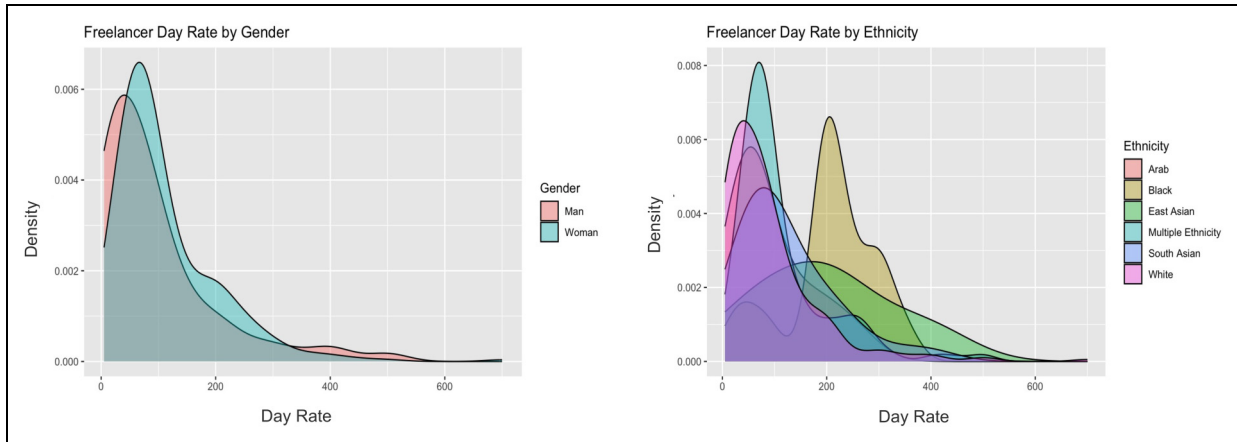 Freelancer Day Rate by Gender
0.006
0.004
0.002
0.000
0
200
400
600
Density
Day Rate
Gender
Man
Woman
Freelancer Day Rate by Ethnicity
0.008
0.006
0.004
0.002
0.000
0
200
400
600
Density
Day Rate
Ethnicity
Arab
Black
East Asian
Multiple Ethnicity
South Asian
White